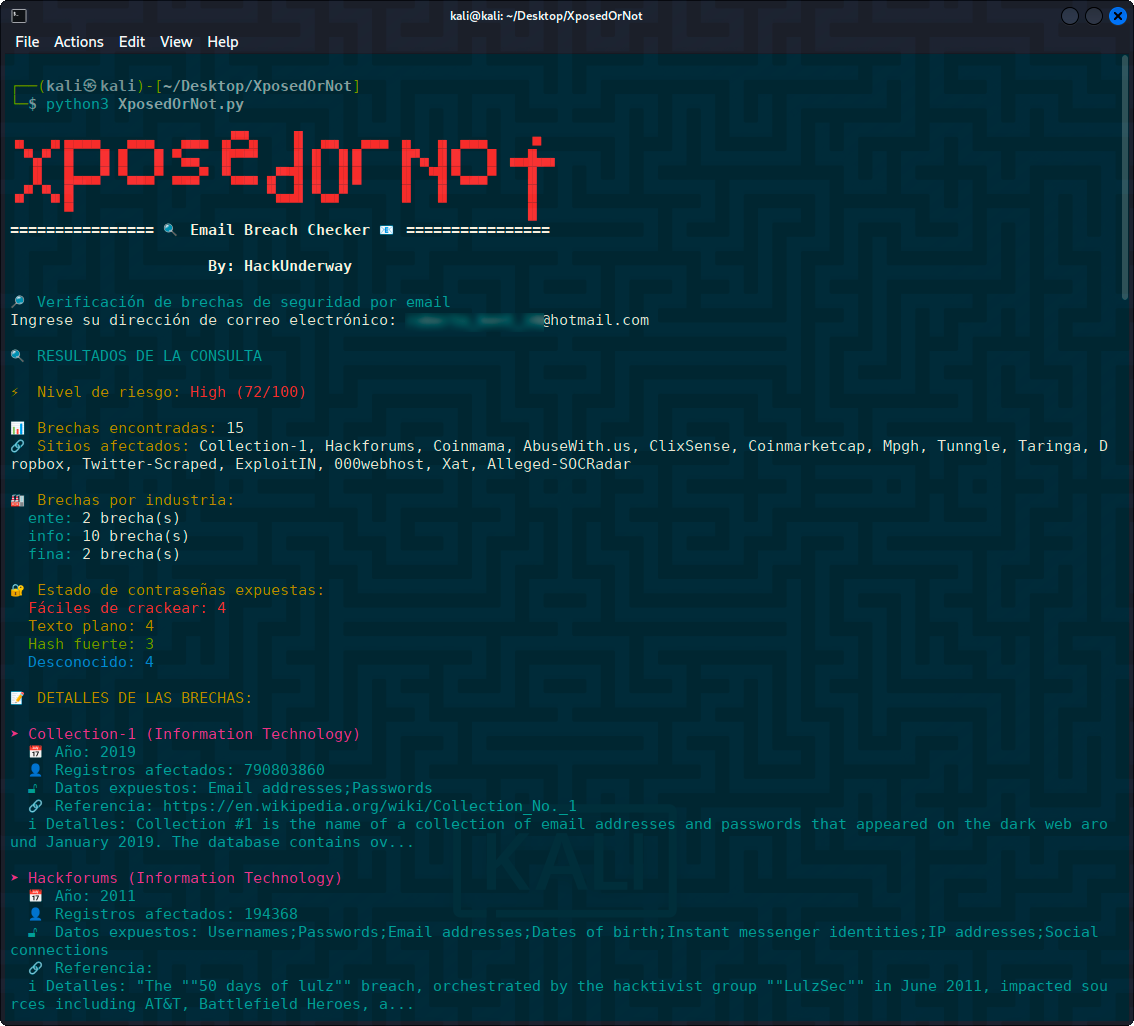 kali@kali: ~/Desktop/XposedOrNot
File Actions Edit View Help
┌──(kali㉿kali)-[~/Desktop/XposedOrNot]
└─$ python3 XposedOrNot.py
xposedorNot
================ 🔍 Email Breach Checker 📧 ================
By: HackUnderway
🔎 Verificación de brechas de seguridad por email
Ingrese su dirección de correo electrónico: @hotmail.com
🔍 RESULTADOS DE LA CONSULTA
⚡ Nivel de riesgo: High (72/100)
📊 Brechas encontradas: 15
🔗 Sitios afectados: Collection-1, Hackforums, Coinmama, AbuseWith.us, ClixSense, Coinmarketcap, Mpgh, Tunngle, Taringa, D
ropbox, Twitter-Scraped, ExploitIN, 000webhost, Xat, Alleged-SOCRadar
🏭 Brechas por industria:
ente: 2 brecha(s)
info: 10 brecha(s)
fina: 2 brecha(s)
🔐 Estado de contraseñas expuestas:
Fáciles de crackear: 4
Texto plano: 4
Hash fuerte: 3
Desconocido: 4
📝 DETALLES DE LAS BRECHAS:
➤ Collection-1 (Information Technology)
📅 Año: 2019
👤 Registros afectados: 790803860
🔓 Datos expuestos: Email addresses;Passwords
🔗 Referencia: https://en.wikipedia.org/wiki/Collection_No._1
i Detalles: Collection #1 is the name of a collection of email addresses and passwords that appeared on the dark web aro
und January 2019. The database contains ov...
➤ Hackforums (Information Technology)
📅 Año: 2011
👤 Registros afectados: 194368
🔓 Datos expuestos: Usernames;Passwords;Email addresses;Dates of birth;Instant messenger identities;IP addresses;Social
connections
🔗 Referencia:
i Detalles: "The ""50 days of lulz"" breach, orchestrated by the hacktivist group ""LulzSec"" in June 2011, impacted sou
rces including AT&T, Battlefield Heroes, a...
KALI